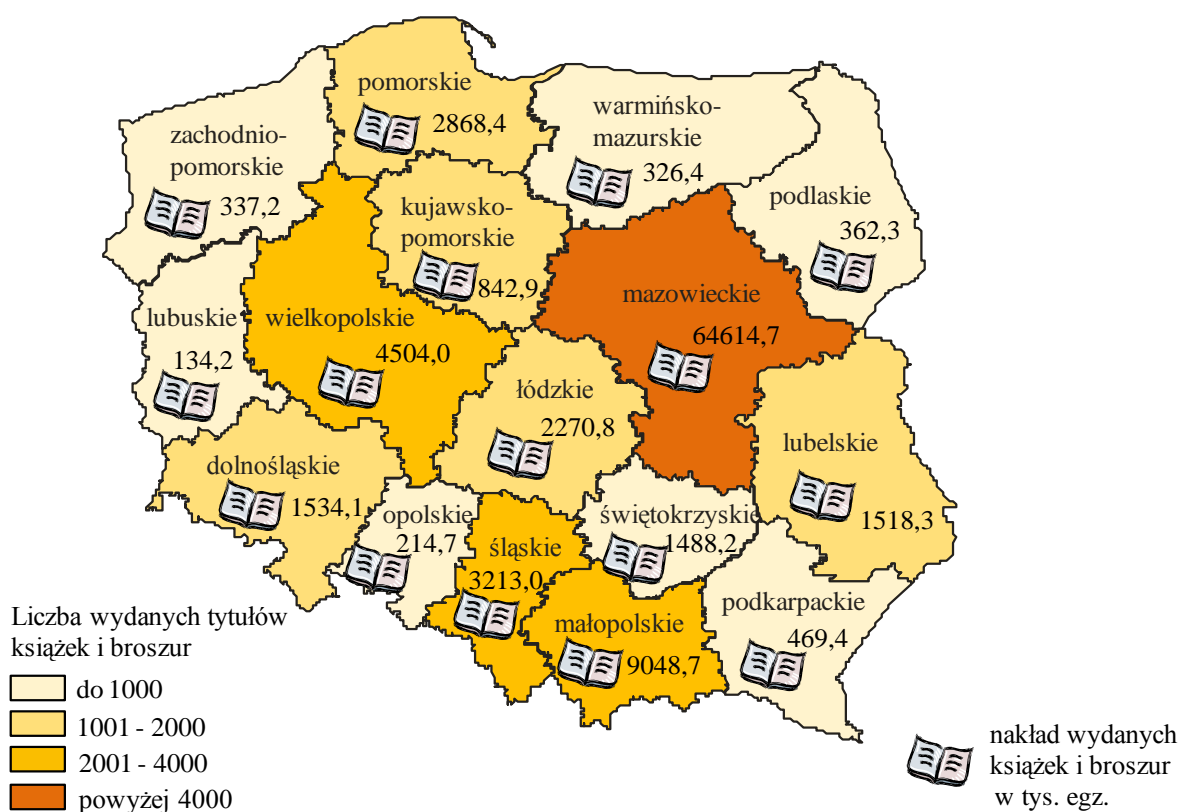 pomorskie
2868,4
warmińsko-
mazurskie
326,4
zachodnio-
pomorskie
337,2
podlaskie
362,3
kujawsko-
pomorskie
842,9
mazowieckie
64614,7
lubuskie
134,2
wielkopolskie
4504,0
łódzkie
2270,8
lubelskie
1518,3
dolnośląskie
1534,1
opolskie
214,7
śląskie
3213,0
świętokrzyskie
1488,2
małopolskie
9048,7
podkarpackie
469,4
Liczba wydanych tytułów
książek i broszur
do 1000
1001 - 2000
2001 - 4000
powyżej 4000
nakład wydanych
książek i broszur
w tys. egz.